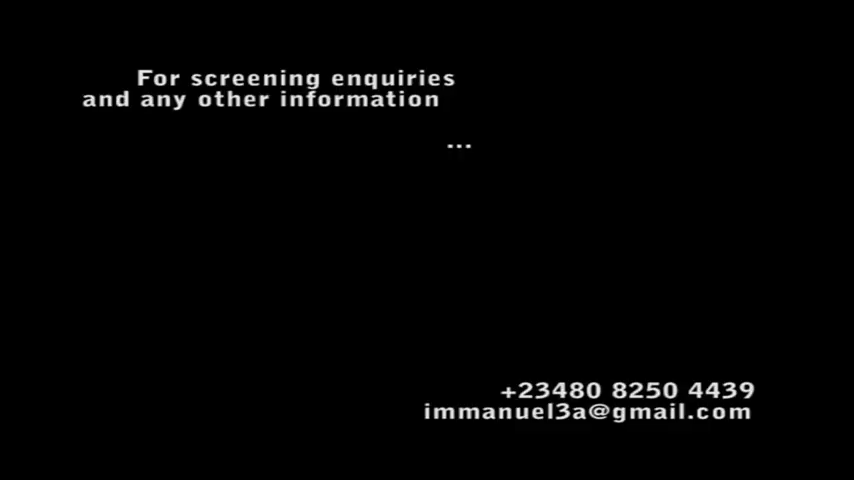 For screening enquiries
and any other information
...
+23480 8250 4439
immanuel3a@gmail.com